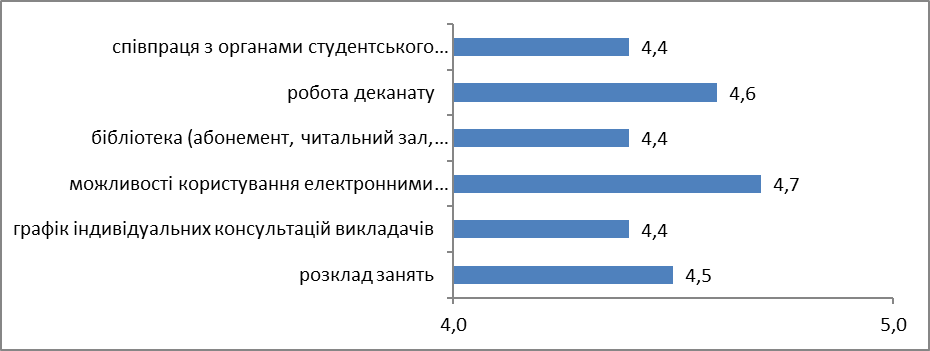 співпраця з органами студентського... 4,4
робота деканату 4,6
бібліотека (абонемент, читальний зал,... 4,4
можливості користування електронними... 4,7
графік індивідуальних консультацій викладачів 4,4
розклад занять 4,5
4,0 5,0